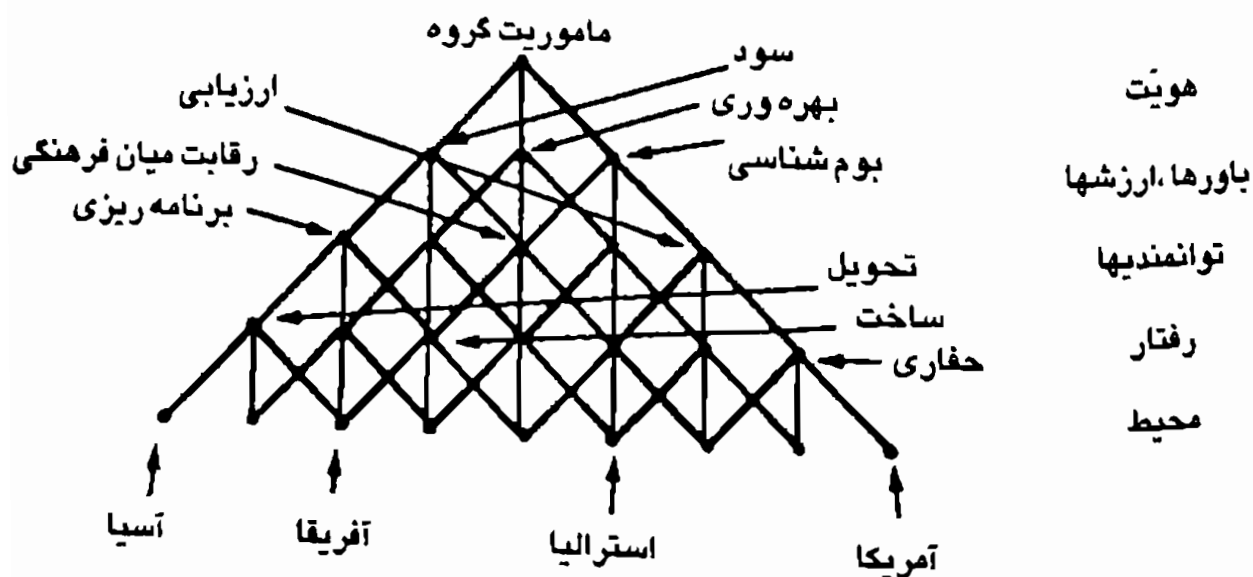 ماموریت گروه
سود
ارزیابی
بهره وری
هویّت
رقابت میان فرهنگی
بوم شناسی
باورها،ارزشها
برنامه ریزی
تحویل
توانمندیها
ساخت
حفاری
رفتار
محیط
آسیا
آفریقا
استرالیا
آمریکا